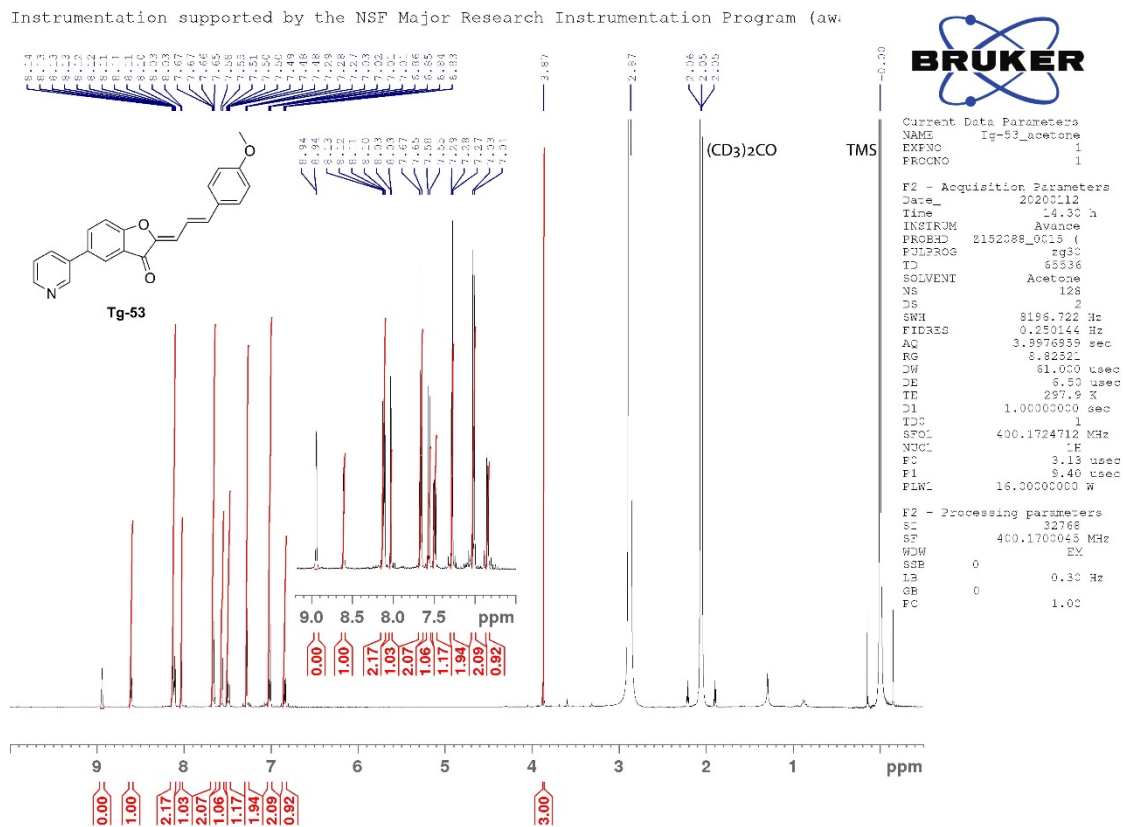 Instrumentation supported by the NSF Major Research Instrumentation Program (awa
BRUKER
8.14
8.13
8.13
8.13
8.12
8.12
8.11
8.11
8.11
8.10
8.03
8.03
7.67
7.67
7.66
7.65
7.58
7.55
7.51
7.50
7.50
7.49
7.48
7.48
7.29
7.28
7.27
7.03
7.02
7.01
7.01
6.86
6.85
6.84
6.83
3.87
2.87
2.06
2.05
2.05
-0.00
8.94
8.94
8.13
8.12
8.11
8.10
8.03
8.03
7.67
7.65
7.58
7.55
7.29
7.28
7.27
7.03
7.01
O
O
O
N
Tg-53
(CD3)2CO
TMS
Current Data Parameters
NAME Tg-53_acetone
EXPNO 1
PROCNO 1
F2 - Acquisition Parameters
Date_ 20200112
Time 14.30 h
INSTRUM Avance
PROBHD Z152088_0015 (
PULPROG zg30
TD 65536
SOLVENT Acetone
NS 128
DS 2
SWH 8196.722 Hz
FIDRES 0.250144 Hz
AQ 3.9976959 sec
RG 8.82521
DW 61.000 usec
DE 6.50 usec
TE 297.9 K
D1 1.00000000 sec
TD0 1
SFO1 400.1724712 MHz
NUC1 1H
P0 3.13 usec
P1 9.40 usec
PLW1 16.00000000 W
F2 - Processing parameters
SI 32768
SF 400.1700045 MHz
WDW EM
SSB 0
LB 0.30 Hz
GB 0
PC 1.00
9.0 8.5 8.0 7.5 ppm
0.00 1.00 2.17 1.03 2.07 1.06 1.17 1.94 2.09 0.92
9 8 7 6 5 4 3 2 1 ppm
0.00 1.00 2.17 1.03 2.07 1.06 1.17 1.94 2.09 0.92 3.00